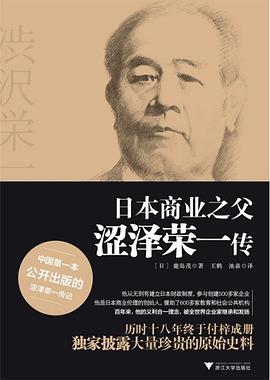 渋沢栄一
日本商业之父
涩泽荣一传
[日] 鹿岛茂 著 王鹤 池森 译
中国第一本
公开出版的
涩泽荣一传记
他从无到有建立日本财政制度，参与创建500多家企业
他是日本商业伦理的创始人，援助了600多家教育和社会公共机构
百年来，他的义利合一理念，被全世界企业家继承和发扬
历时十八年终于付梓成册
独家披露大量珍贵的原始史料
浙江大学出版社